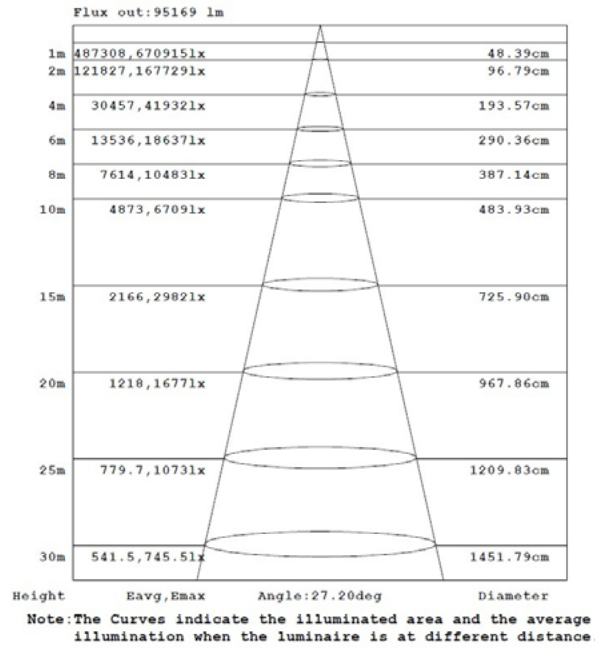 Flux out:95169 lm
1m 487308,670915lx 48.39cm
2m 121827,167729lx 96.79cm
4m 30457,41932lx 193.57cm
6m 13536,18637lx 290.36cm
8m 7614,10483lx 387.14cm
10m 4873,6709lx 483.93cm
15m 2166,2982lx 725.90cm
20m 1218,1677lx 967.86cm
25m 779.7,1073lx 1209.83cm
30m 541.5,745.5lx 1451.79cm
Height Eavg,Emax Angle:27.20deg Diameter
Note:The Curves indicate the illuminated area and the average
illumination when the luminaire is at different distance.